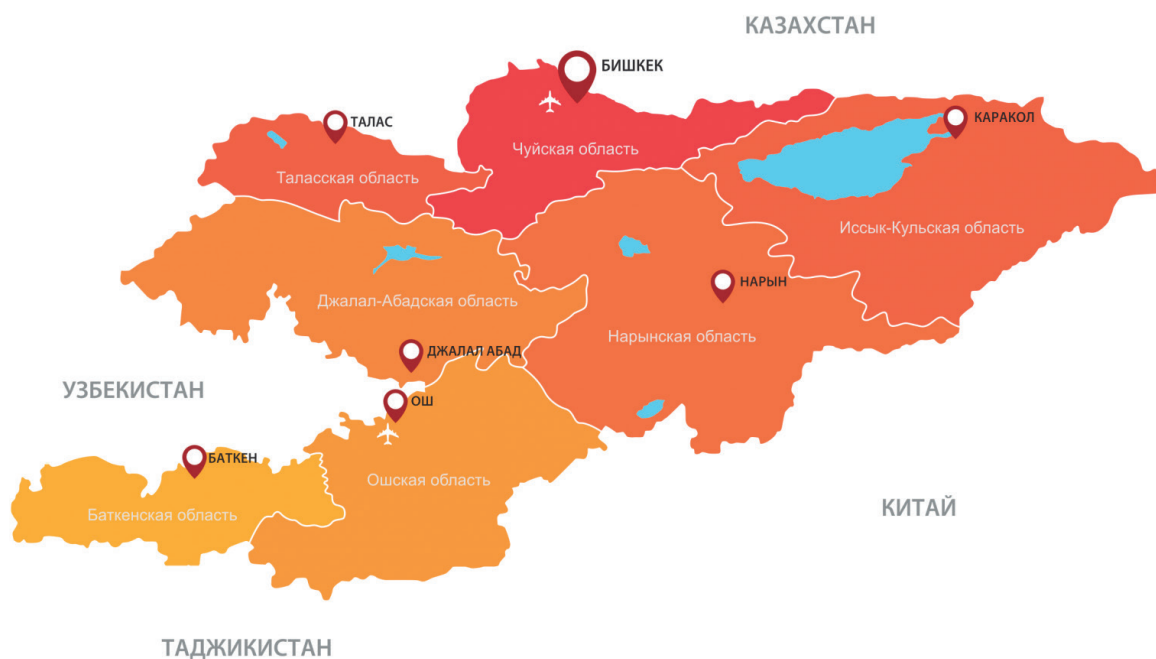 КАЗАХСТАН
БИШКЕК
ТАЛАС
КАРАКОЛ
Чуйская область
Таласская область
Иссык-Кульская область
НАРЫН
Джалал-Абадская область
Нарынская область
ДЖАЛАЛ АБАД
УЗБЕКИСТАН
ОШ
БАТКЕН
Ошская область
КИТАЙ
Баткенская область
ТАДЖИКИСТАН